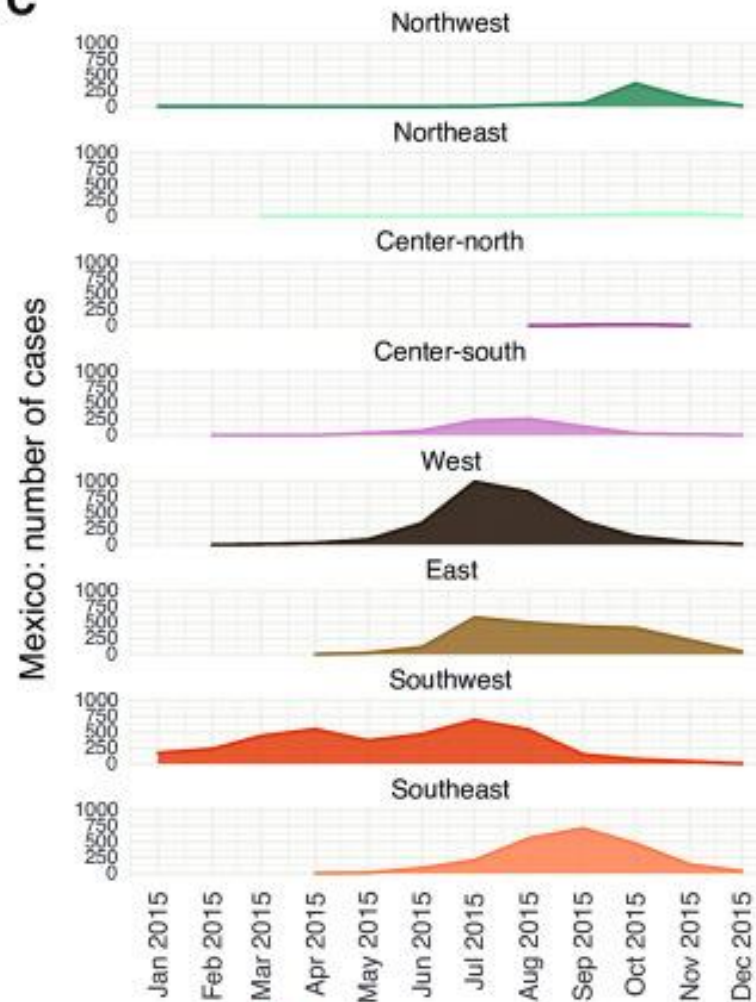 C
Northwest
1000
750
500
250
0
Northeast
1000
750
500
250
0
Center-north
1000
750
500
250
0
Center-south
1000
750
500
250
0
West
1000
750
500
250
0
East
1000
750
500
250
0
Southwest
1000
750
500
250
0
Southeast
1000
750
500
250
0
Mexico: number of cases
Jan 2015
Feb 2015
Mar 2015
Apr 2015
May 2015
Jun 2015
Jul 2015
Aug 2015
Sep 2015
Oct 2015
Nov 2015
Dec 2015